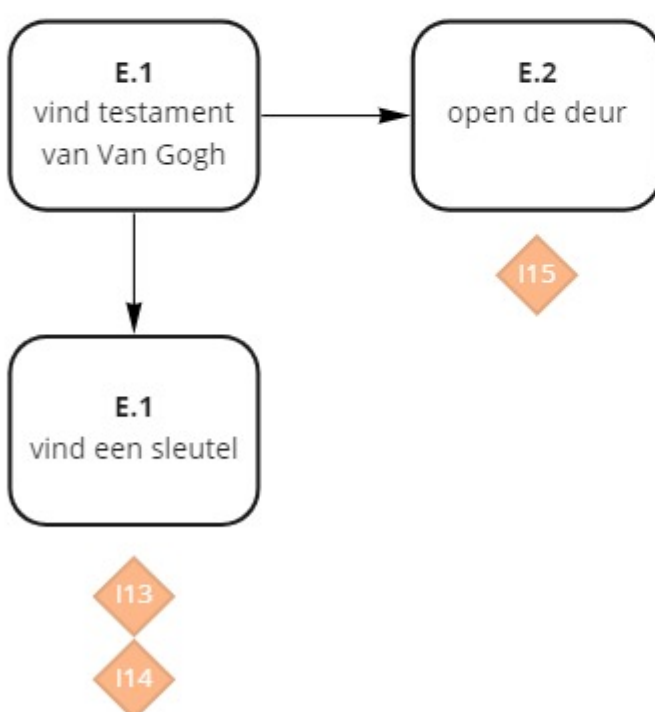 E.1
vind testament
van Van Gogh
E.2
open de deur
I15
E.1
vind een sleutel
I13
I14